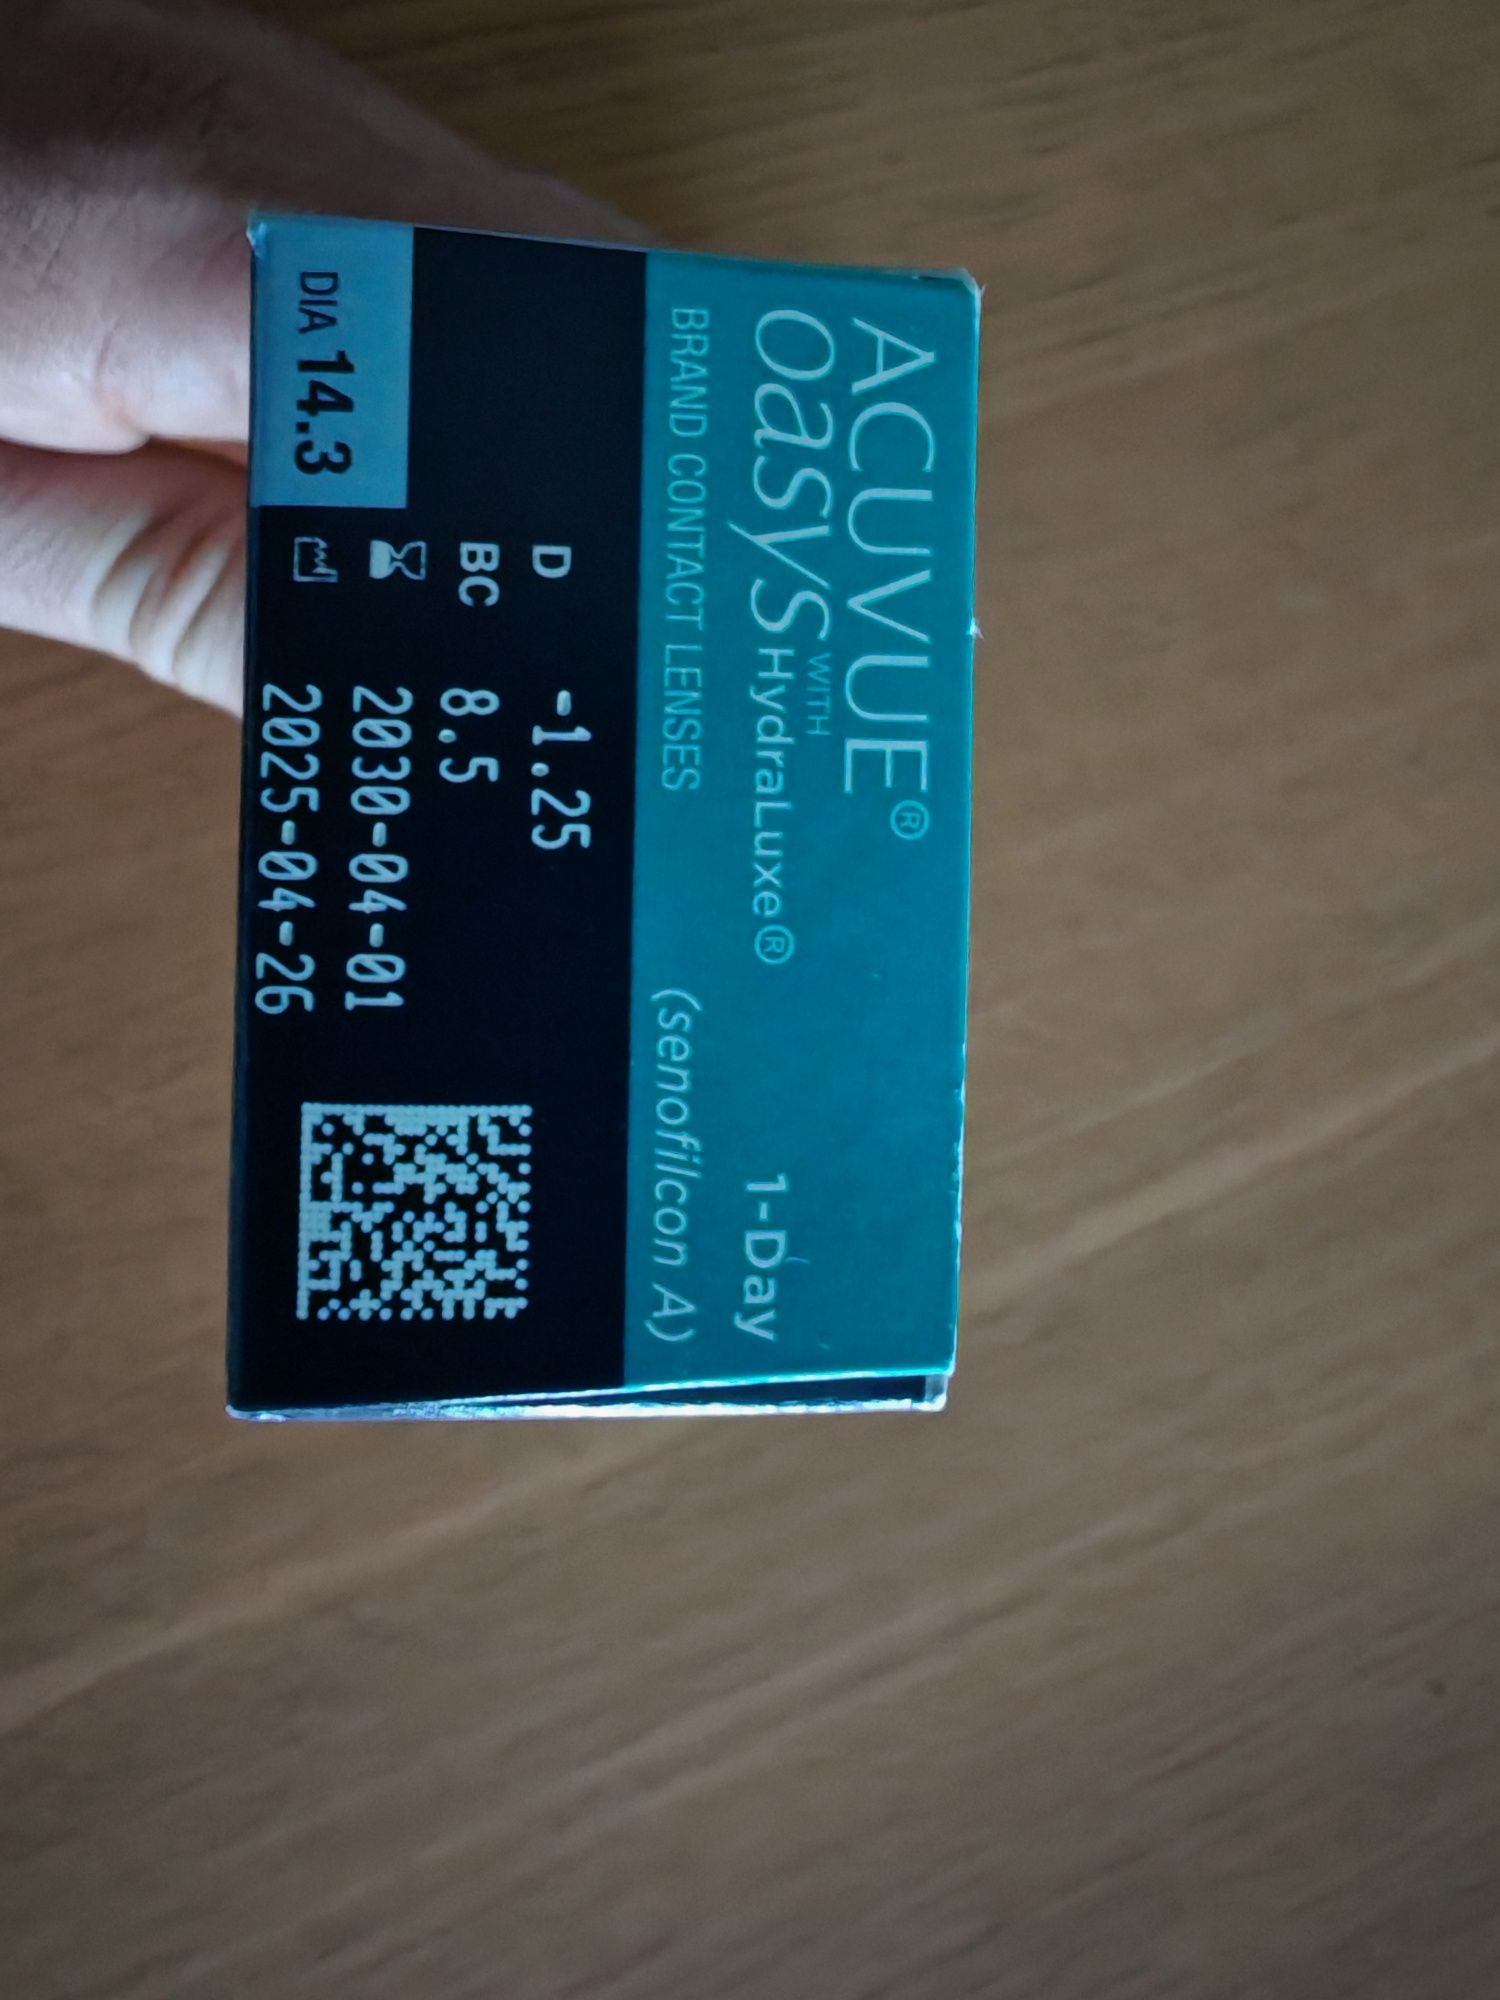 ACUVUE®
OASYS WITH HydraLuxe® 1-Day
BRAND CONTACT LENSES (senofilcon A)
D -1.25
BC 8.5
2030-04-01
2025-04-26
DIA 14.3